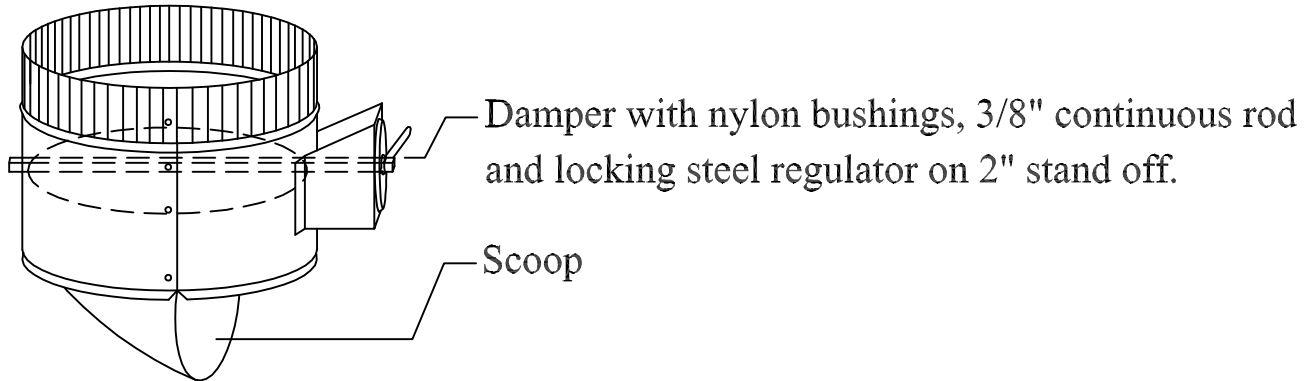 Damper with nylon bushings, 3/8" continuous rod
and locking steel regulator on 2" stand off.
Scoop